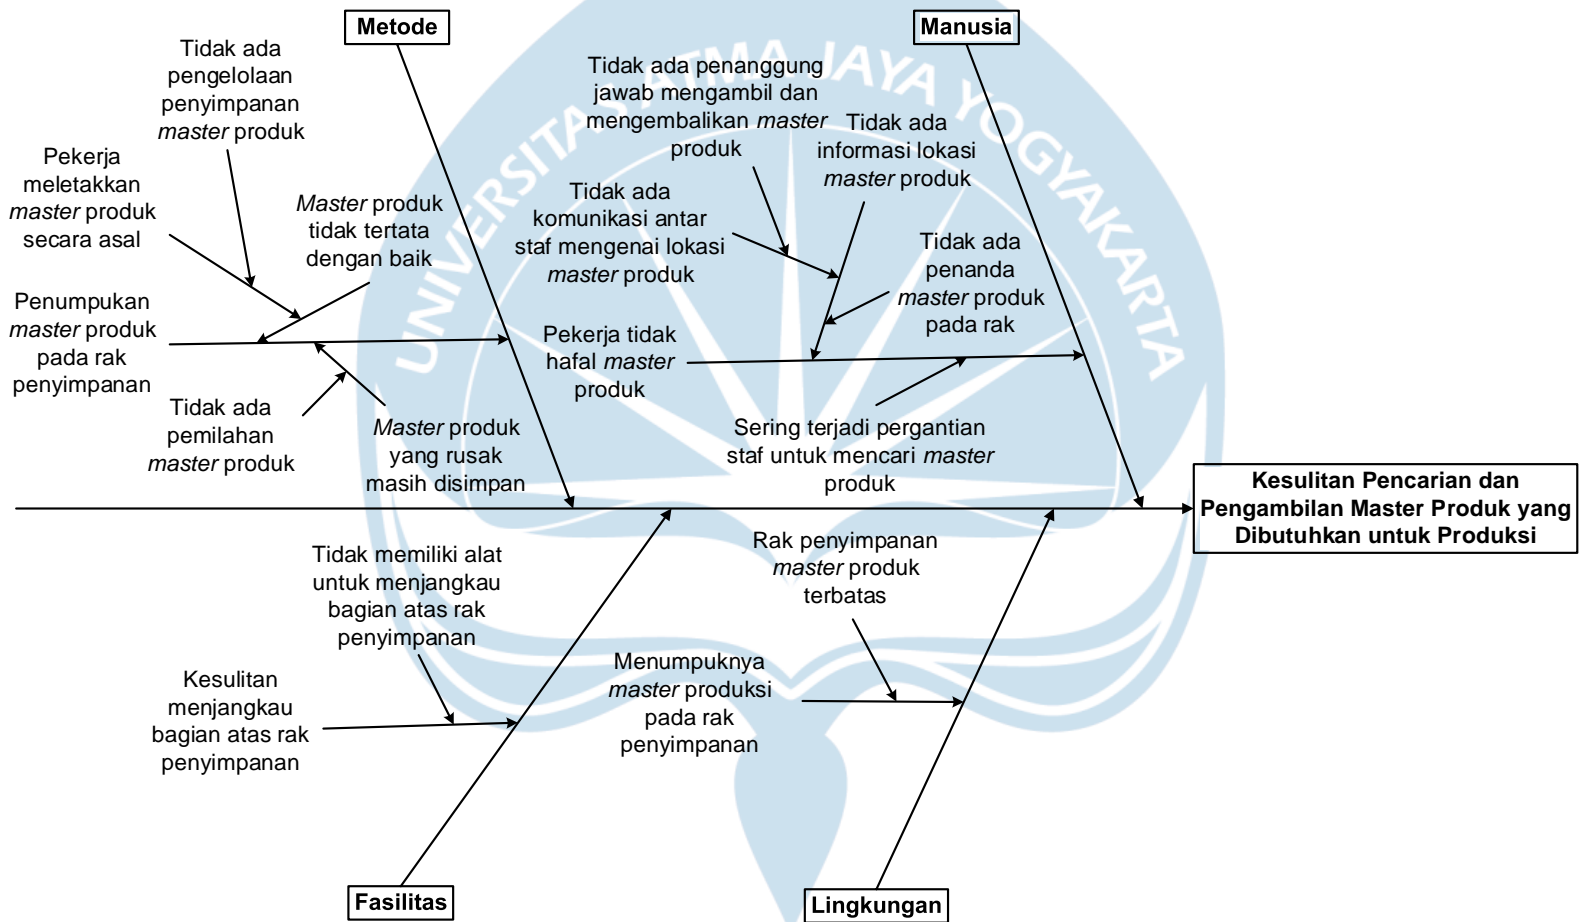 Metode
Manusia
Tidak ada
pengelolaan
penyimpanan
master produk
Pekerja
meletakkan
master produk
secara asal
Master produk
tidak tertata
dengan baik
Penumpukan
master produk
pada rak
penyimpanan
Tidak ada
pemilahan
master produk
Master produk
yang rusak
masih disimpan
Tidak ada penanggung
jawab mengambil dan
mengembalikan master
produk
Tidak ada
informasi lokasi
master produk
Tidak ada
komunikasi antar
staf mengenai lokasi
master produk
Tidak ada
penanda
master produk
pada rak
Pekerja tidak
hafal master
produk
Sering terjadi pergantian
staf untuk mencari master
produk
Kesulitan Pencarian dan
Pengambilan Master Produk yang
Dibutuhkan untuk Produksi
Tidak memiliki alat
untuk menjangkau
bagian atas rak
penyimpanan
Kesulitan
menjangkau
bagian atas rak
penyimpanan
Rak penyimpanan
master produk
terbatas
Menumpuknya
master produksi
pada rak
penyimpanan
Fasilitas
Lingkungan
UNIVERSITAS ATMA JAYA YOGYAKARTA